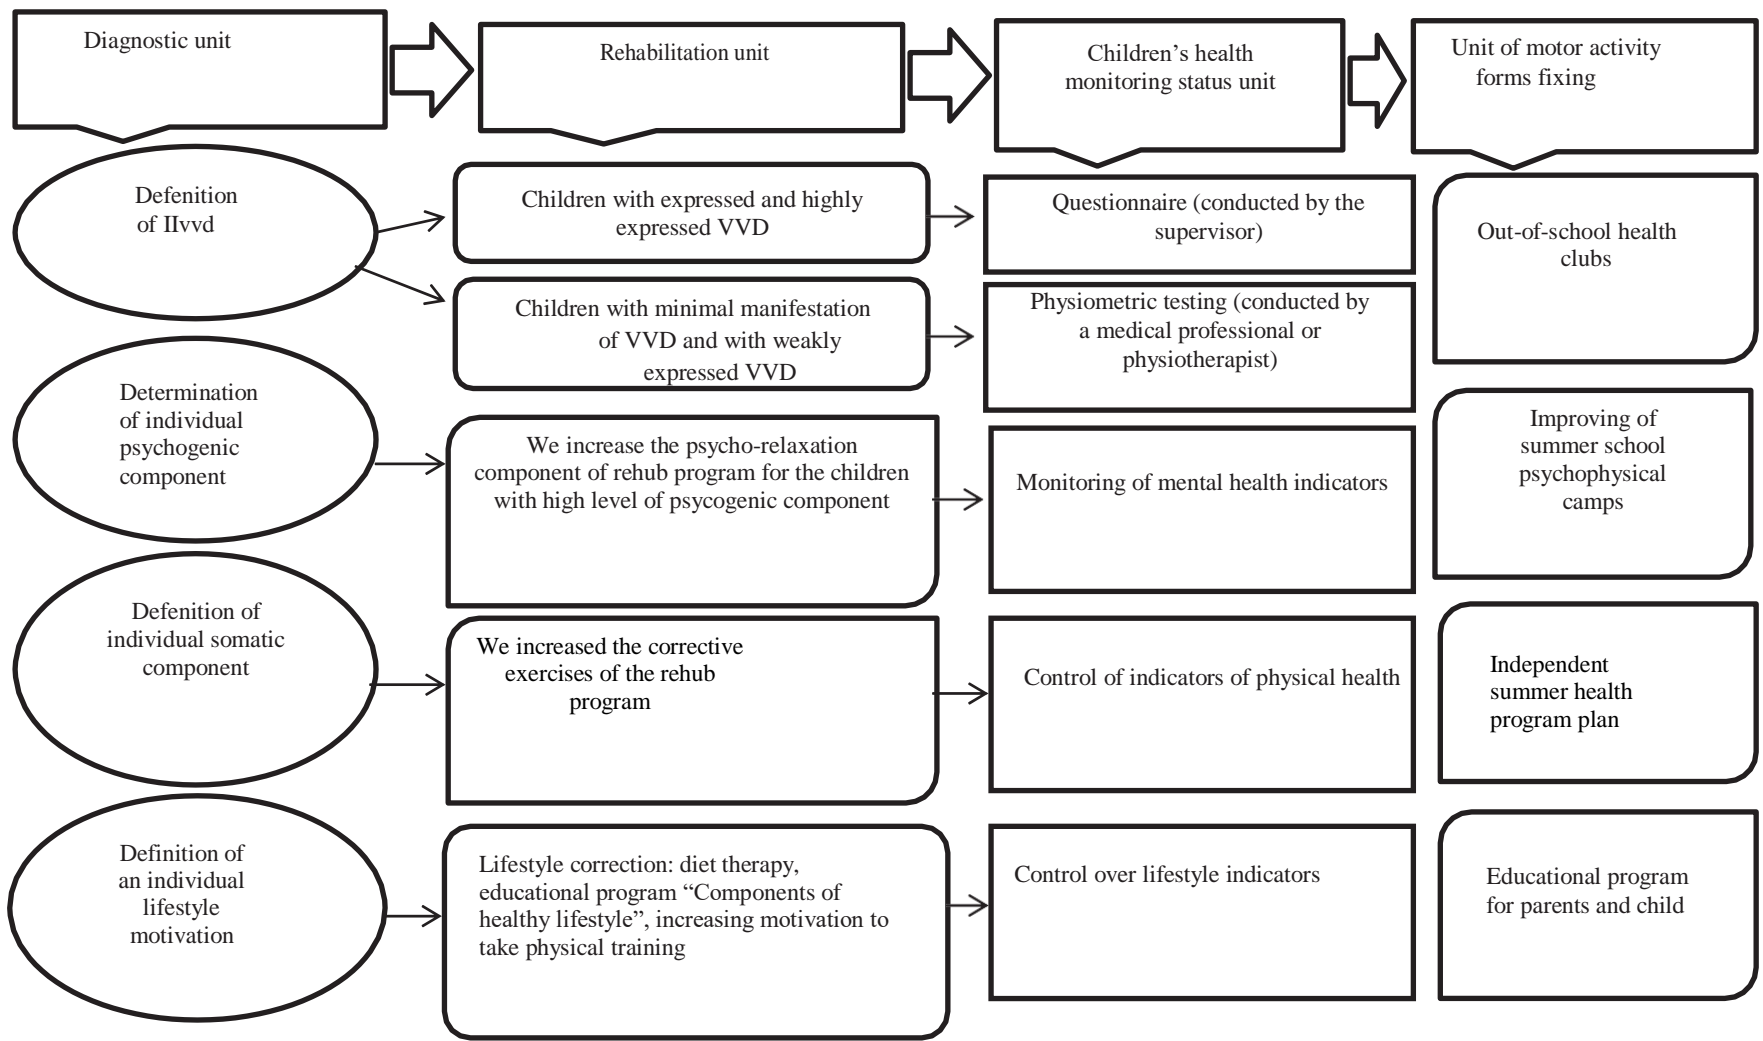 Diagnostic unit
Rehabilitation unit
Children’s health
monitoring status unit
Unit of motor activity
forms fixing
Defenition
of IIvvd
Children with expressed and highly
expressed VVD
Questionnaire (conducted by the
supervisor)
Out-of-school health
clubs
Children with minimal manifestation
of VVD and with weakly
expressed VVD
Physiometric testing (conducted by
a medical professional or
physiotherapist)
Determination
of individual
psychogenic
component
We increase the psycho-relaxation
component of rehub program for the children
with high level of psycogenic component
Monitoring of mental health indicators
Improving of
summer school
psychophysical
camps
Defenition of
individual somatic
component
We increased the corrective
exercises of the rehub
program
Control of indicators of physical health
Independent
summer health
program plan
Definition of
an individual
lifestyle
motivation
Lifestyle correction: diet therapy,
educational program “Components of
healthy lifestyle”, increasing motivation to
take physical training
Control over lifestyle indicators
Educational program
for parents and child